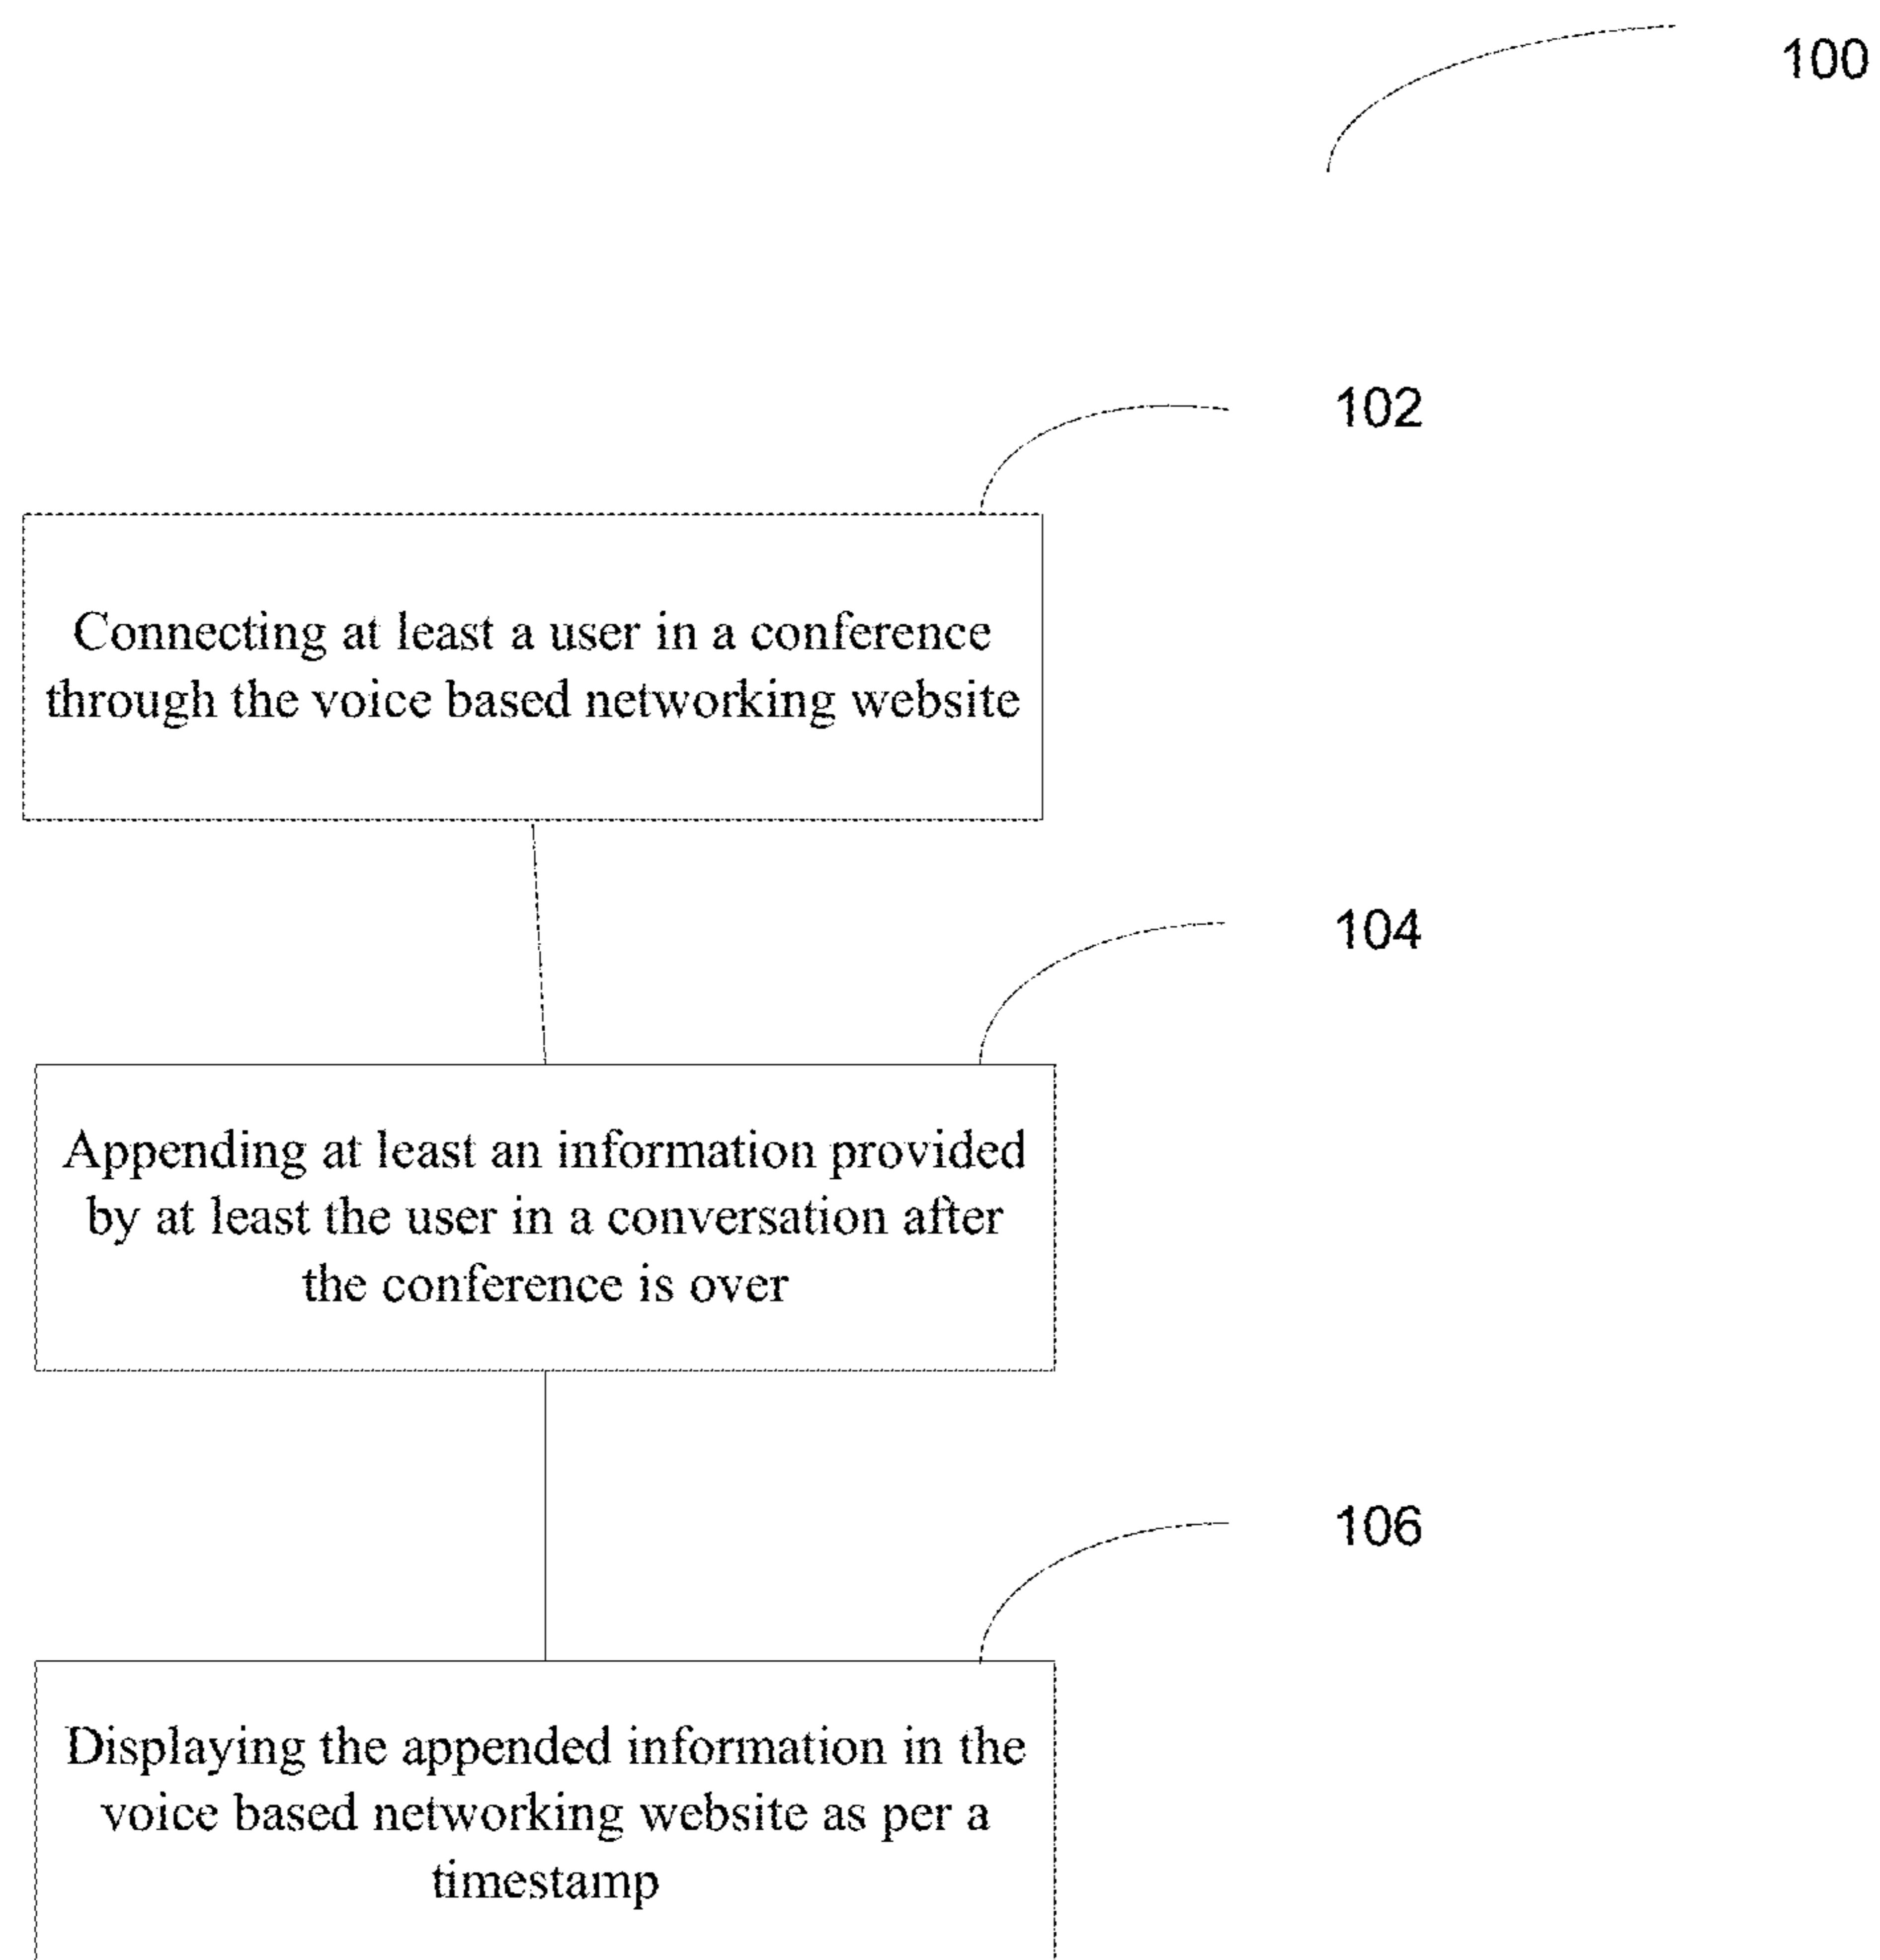 100
102
Connecting at least a user in a conference
through the voice based networking website
104
Appending at least an information provided
by at least the user in a conversation after
the conference is over
106
Displaying the appended information in the
voice based networking website as per a
timestamp